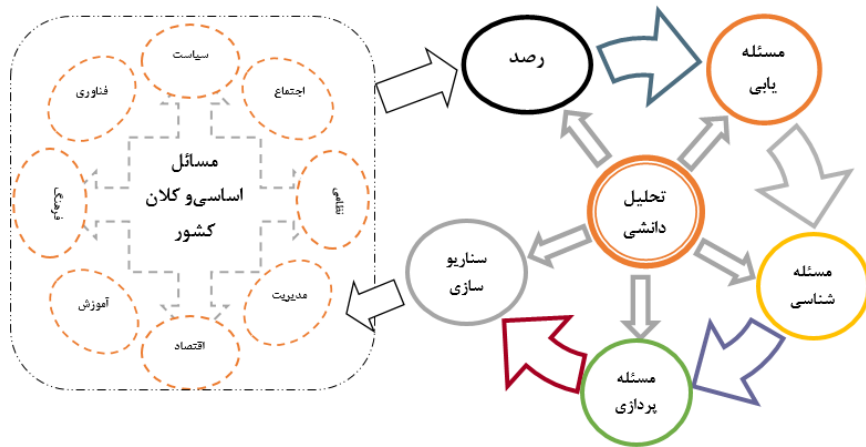 سیاست
اجتماع
نظامی
مدیریت
اقتصاد
آموزش
فرهنگ
فناوری
مسائل
اساسی‌و کلان
کشور
رصد
مسئله
یابی
مسئله
شناسی
مسئله
پردازی
سناریو
سازی
تحلیل
دانشی